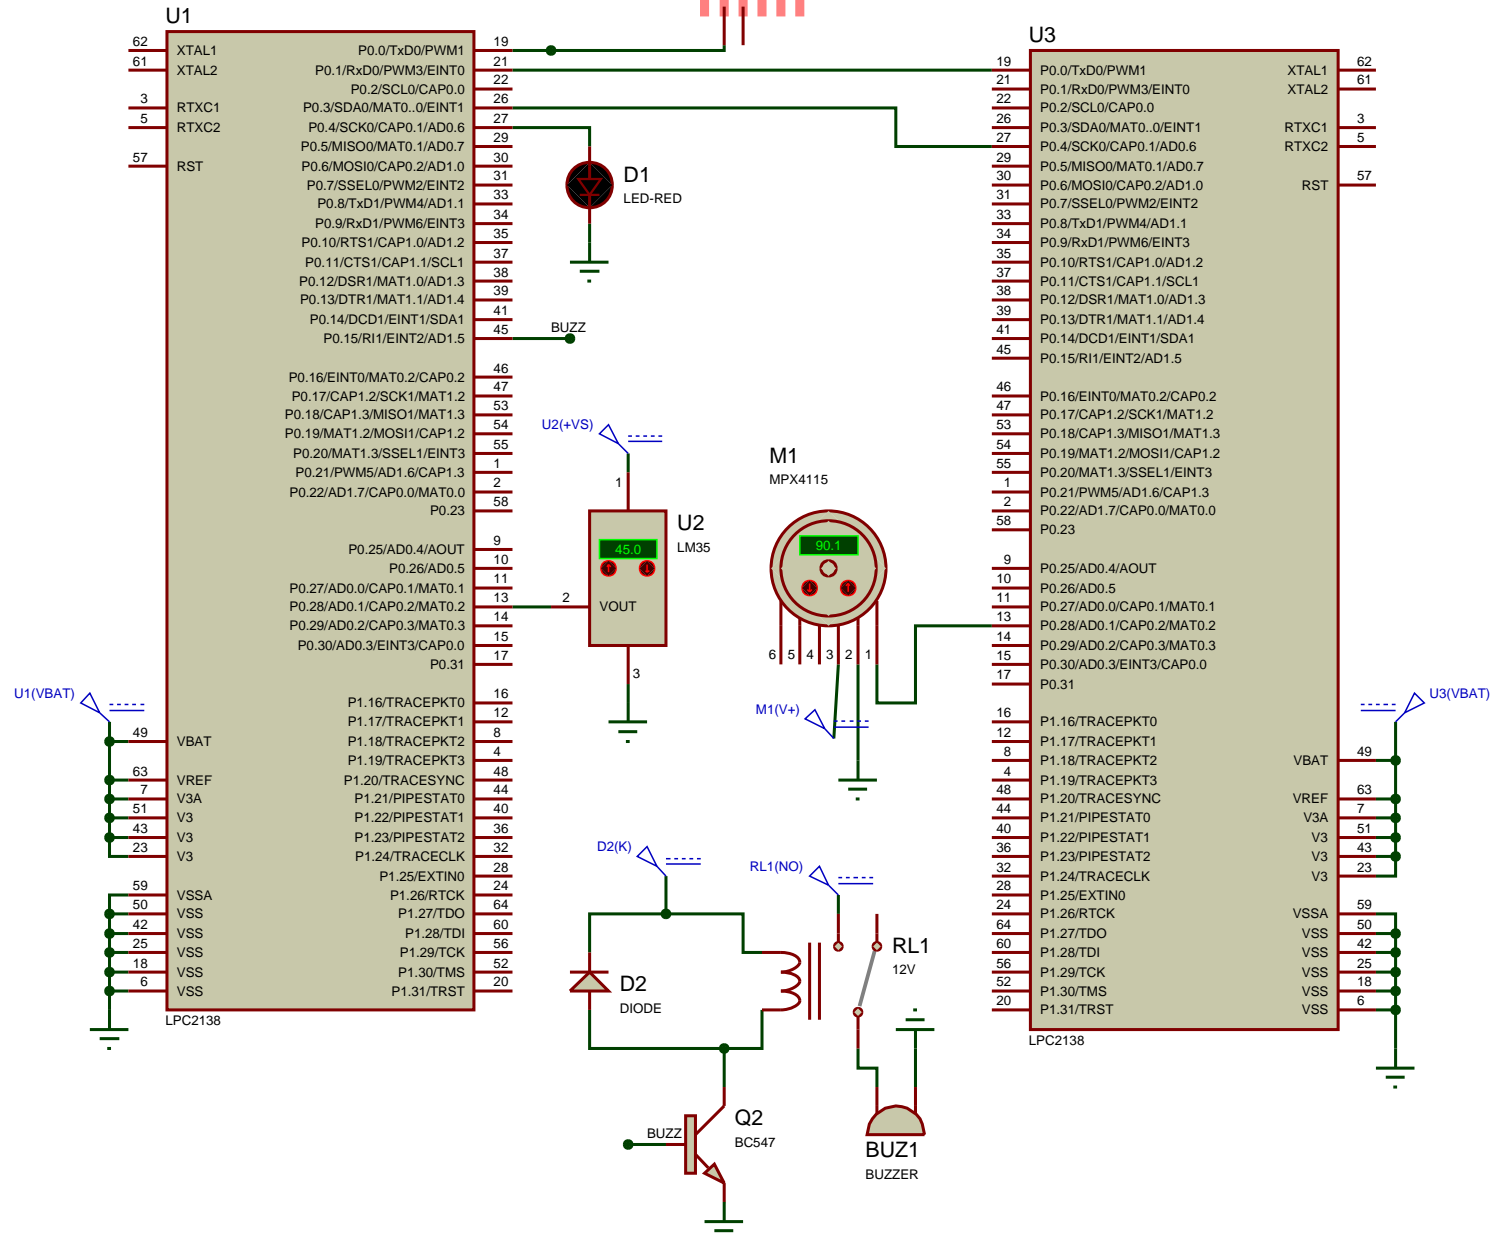 U1
62 XTAL1 P0.0/TxD0/PWM1 19
61 XTAL2 P0.1/RxD0/PWM3/EINT0 21
P0.2/SCL0/CAP0.0 22
3 RTXC1 P0.3/SDA0/MAT0..0/EINT1 26
5 RTXC2 P0.4/SCK0/CAP0.1/AD0.6 27
P0.5/MISO0/MAT0.1/AD0.7 29
57 RST P0.6/MOSI0/CAP0.2/AD1.0 30
P0.7/SSEL0/PWM2/EINT2 31
P0.8/TxD1/PWM4/AD1.1 33
P0.9/RxD1/PWM6/EINT3 34
P0.10/RTS1/CAP1.0/AD1.2 35
P0.11/CTS1/CAP1.1/SCL1 37
P0.12/DSR1/MAT1.0/AD1.3 38
P0.13/DTR1/MAT1.1/AD1.4 39
P0.14/DCD1/EINT1/SDA1 41
P0.15/RI1/EINT2/AD1.5 45
P0.16/EINT0/MAT0.2/CAP0.2 46
P0.17/CAP1.2/SCK1/MAT1.2 47
P0.18/CAP1.3/MISO1/MAT1.3 53
P0.19/MAT1.2/MOSI1/CAP1.2 54
P0.20/MAT1.3/SSEL1/EINT3 55
P0.21/PWM5/AD1.6/CAP1.3 1
P0.22/AD1.7/CAP0.0/MAT0.0 2
P0.23 58
P0.25/AD0.4/AOUT 9
P0.26/AD0.5 10
P0.27/AD0.0/CAP0.1/MAT0.1 11
P0.28/AD0.1/CAP0.2/MAT0.2 13
P0.29/AD0.2/CAP0.3/MAT0.3 14
P0.30/AD0.3/EINT3/CAP0.0 15
P0.31 17
U1(VBAT)
P1.16/TRACEPKT0 16
P1.17/TRACEPKT1 12
49 VBAT P1.18/TRACEPKT2 8
P1.19/TRACEPKT3 4
63 VREF P1.20/TRACESYNC 48
7 V3A P1.21/PIPESTAT0 44
51 V3 P1.22/PIPESTAT1 40
43 V3 P1.23/PIPESTAT2 36
23 V3 P1.24/TRACECLK 32
P1.25/EXTIN0 28
59 VSSA P1.26/RTCK 24
50 VSS P1.27/TDO 64
42 VSS P1.28/TDI 60
25 VSS P1.29/TCK 56
18 VSS P1.30/TMS 52
6 VSS P1.31/TRST 20
LPC2138
D1
LED-RED
BUZZ
U2(+VS)
1
U2
LM35
45.0
2 VOUT
3
M1
MPX4115
90.1
6 5 4 3 2 1
M1(V+)
D2(K)
RL1(NO)
RL1
12V
D2
DIODE
BUZZ
Q2
BC547
BUZ1
BUZZER
U3
19 P0.0/TxD0/PWM1 XTAL1 62
21 P0.1/RxD0/PWM3/EINT0 XTAL2 61
22 P0.2/SCL0/CAP0.0
26 P0.3/SDA0/MAT0..0/EINT1 RTXC1 3
27 P0.4/SCK0/CAP0.1/AD0.6 RTXC2 5
29 P0.5/MISO0/MAT0.1/AD0.7
30 P0.6/MOSI0/CAP0.2/AD1.0 RST 57
31 P0.7/SSEL0/PWM2/EINT2
33 P0.8/TxD1/PWM4/AD1.1
34 P0.9/RxD1/PWM6/EINT3
35 P0.10/RTS1/CAP1.0/AD1.2
37 P0.11/CTS1/CAP1.1/SCL1
38 P0.12/DSR1/MAT1.0/AD1.3
39 P0.13/DTR1/MAT1.1/AD1.4
41 P0.14/DCD1/EINT1/SDA1
45 P0.15/RI1/EINT2/AD1.5
46 P0.16/EINT0/MAT0.2/CAP0.2
47 P0.17/CAP1.2/SCK1/MAT1.2
53 P0.18/CAP1.3/MISO1/MAT1.3
54 P0.19/MAT1.2/MOSI1/CAP1.2
55 P0.20/MAT1.3/SSEL1/EINT3
1 P0.21/PWM5/AD1.6/CAP1.3
2 P0.22/AD1.7/CAP0.0/MAT0.0
58 P0.23
9 P0.25/AD0.4/AOUT
10 P0.26/AD0.5
11 P0.27/AD0.0/CAP0.1/MAT0.1
13 P0.28/AD0.1/CAP0.2/MAT0.2
14 P0.29/AD0.2/CAP0.3/MAT0.3
15 P0.30/AD0.3/EINT3/CAP0.0
17 P0.31
U3(VBAT)
16 P1.16/TRACEPKT0
12 P1.17/TRACEPKT1
8 P1.18/TRACEPKT2 VBAT 49
4 P1.19/TRACEPKT3
48 P1.20/TRACESYNC VREF 63
44 P1.21/PIPESTAT0 V3A 7
40 P1.22/PIPESTAT1 V3 51
36 P1.23/PIPESTAT2 V3 43
32 P1.24/TRACECLK V3 23
28 P1.25/EXTIN0
24 P1.26/RTCK VSSA 59
64 P1.27/TDO VSS 50
60 P1.28/TDI VSS 42
56 P1.29/TCK VSS 25
52 P1.30/TMS VSS 18
20 P1.31/TRST VSS 6
LPC2138